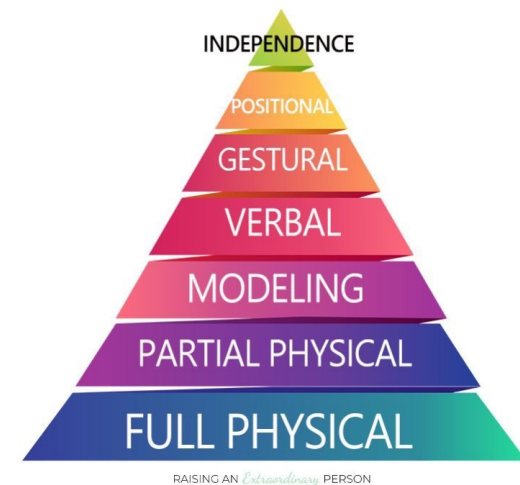 INDEPENDENCE
POSITIONAL
GESTURAL
VERBAL
MODELING
PARTIAL PHYSICAL
FULL PHYSICAL
RAISING AN Extraordinary PERSON